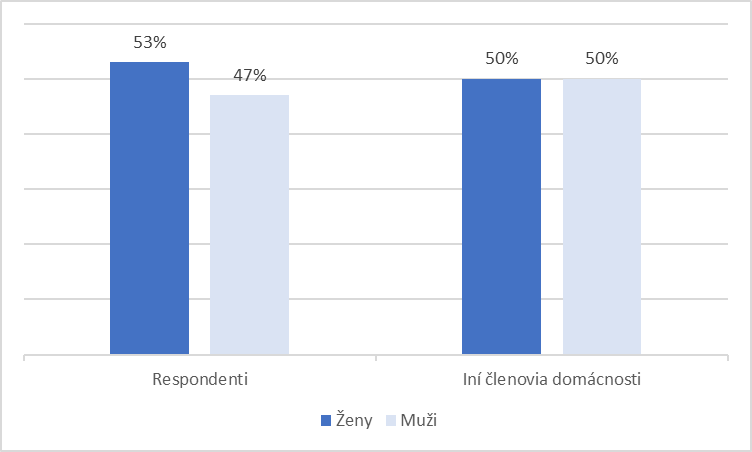 53%
47%
50%
50%
Respondenti
Iní členovia domácnosti
Ženy
Muži